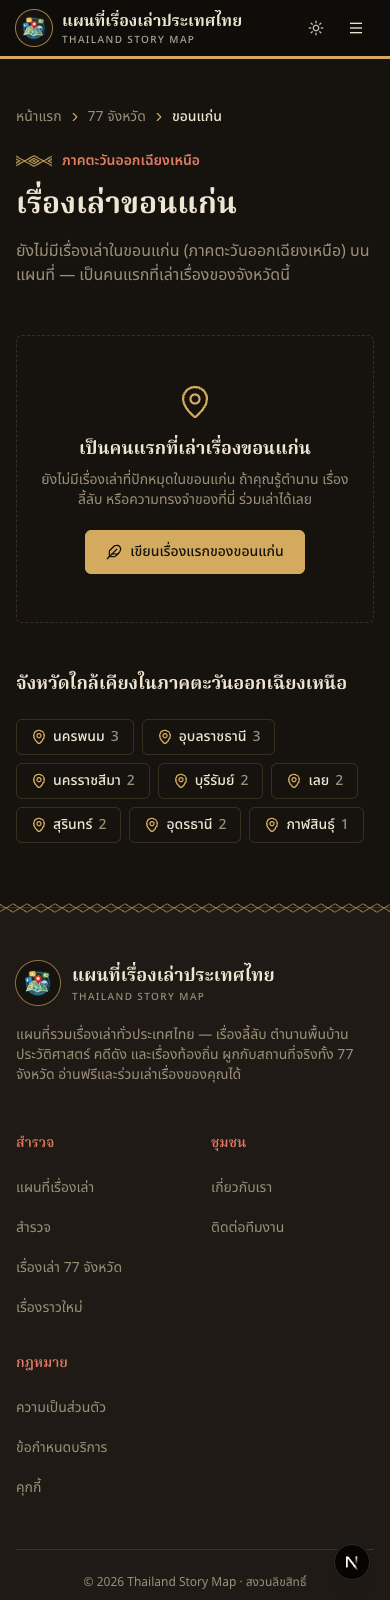 แผนที่เรื่องเล่าประเทศไทย
THAILAND STORY MAP
หน้าแรก > 77 จังหวัด > ขอนแก่น
ภาคตะวันออกเฉียงเหนือ
เรื่องเล่าขอนแก่น
ยังไม่มีเรื่องเล่าในขอนแก่น (ภาคตะวันออกเฉียงเหนือ) บน
แผนที่ — เป็นคนแรกที่เล่าเรื่องของจังหวัดนี้
เป็นคนแรกที่เล่าเรื่องขอนแก่น
ยังไม่มีเรื่องเล่าที่ปักหมุดในขอนแก่น ถ้าคุณรู้ตำนาน เรื่อง
ลี้ลับ หรือความทรงจำของที่นี่ ร่วมเล่าได้เลย
เขียนเรื่องแรกของขอนแก่น
จังหวัดใกล้เคียงในภาคตะวันออกเฉียงเหนือ
นครพนม 3 อุบลราชธานี 3
นครราชสีมา 2 บุรีรัมย์ 2 เลย 2
สุรินทร์ 2 อุดรธานี 2 กาฬสินธุ์ 1
แผนที่เรื่องเล่าประเทศไทย
THAILAND STORY MAP
แผนที่รวมเรื่องเล่าทั่วประเทศไทย — เรื่องลี้ลับ ตำนานพื้นบ้าน
ประวัติศาสตร์ คดีดัง และเรื่องท้องถิ่น ผูกกับสถานที่จริงทั้ง 77
จังหวัด อ่านฟรีและร่วมเล่าเรื่องของคุณได้
สำรวจ
แผนที่เรื่องเล่า
สำรวจ
เรื่องเล่า 77 จังหวัด
เรื่องราวใหม่
ชุมชน
เกี่ยวกับเรา
ติดต่อทีมงาน
กฎหมาย
ความเป็นส่วนตัว
ข้อกำหนดบริการ
คุกกี้
N
© 2026 Thailand Story Map · สงวนลิขสิทธิ์